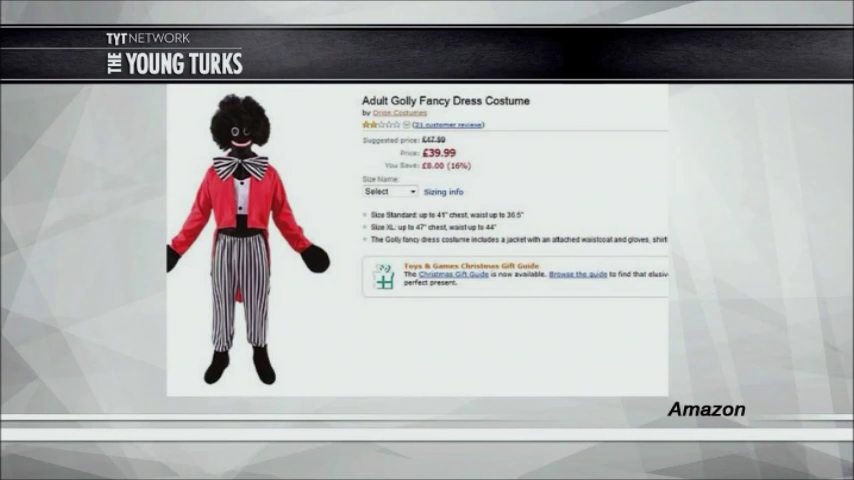 TYT NETWORK
THE YOUNG TURKS
Adult Golly Fancy Dress Costume
by Orion Costumes
(31 customer reviews)
Suggested price: £47.99
Price: £39.99
You Save: £8.00 (16%)
Size Name:
Select
Sizing info
Size Standard: up to 41" chest, waist up to 36.5"
Size XL: up to 47" chest, waist up to 44"
The Golly fancy dress costume includes a jacket with an attached waistcoat and gloves, shirt
Toys & Games Christmas Gift Guide
The Christmas Gift Guide is now available. Browse the guide to find that elusiv
perfect present.
Amazon